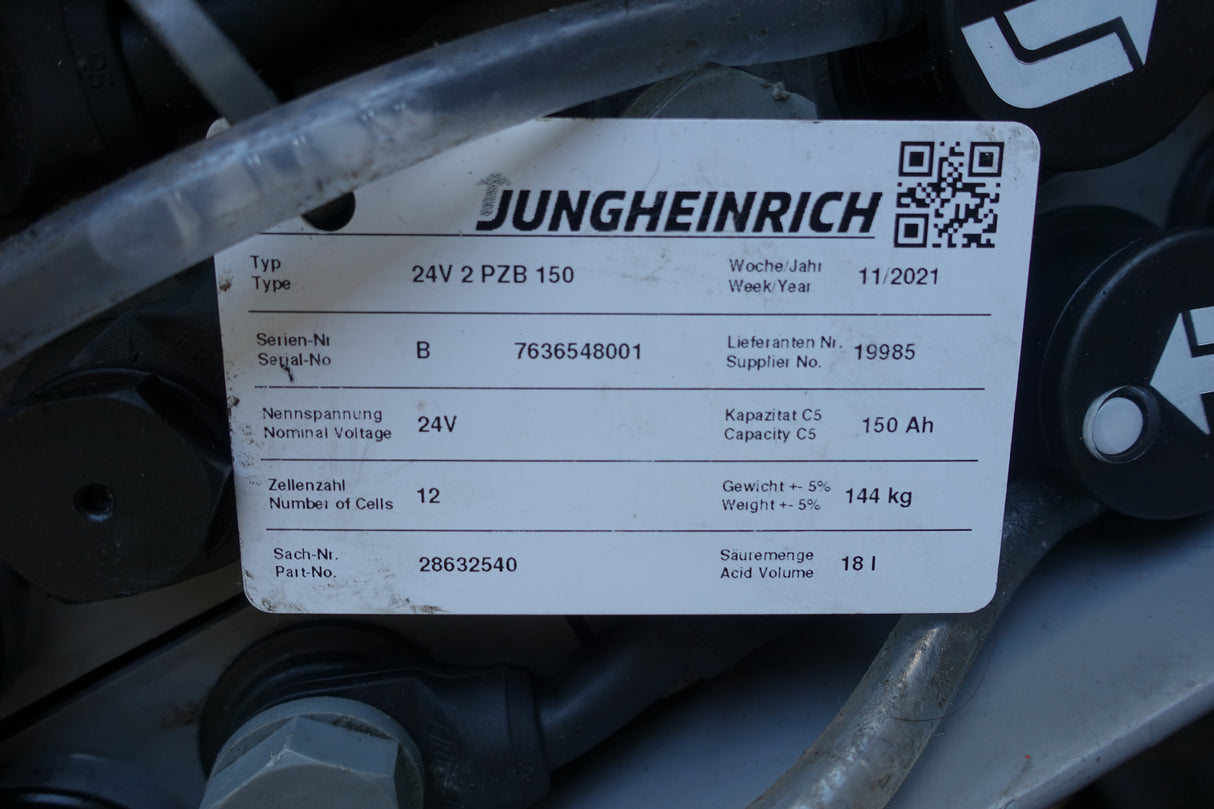 JUNGHEINRICH
Typ
Type
24V 2 PZB 150
Woche/Jahr
Week/Year
11/2021
Serien-Nr
Serial-No
B 7636548001
Lieferanten Nr.
Supplier No.
19985
Nennspannung
Nominal Voltage
24V
Kapazitat C5
Capacity C5
150 Ah
Zellenzahl
Number of Cells
12
Gewicht +- 5%
Weight +- 5%
144 kg
Sach-Nr.
Part-No.
28632540
Säuremenge
Acid Volume
18 l